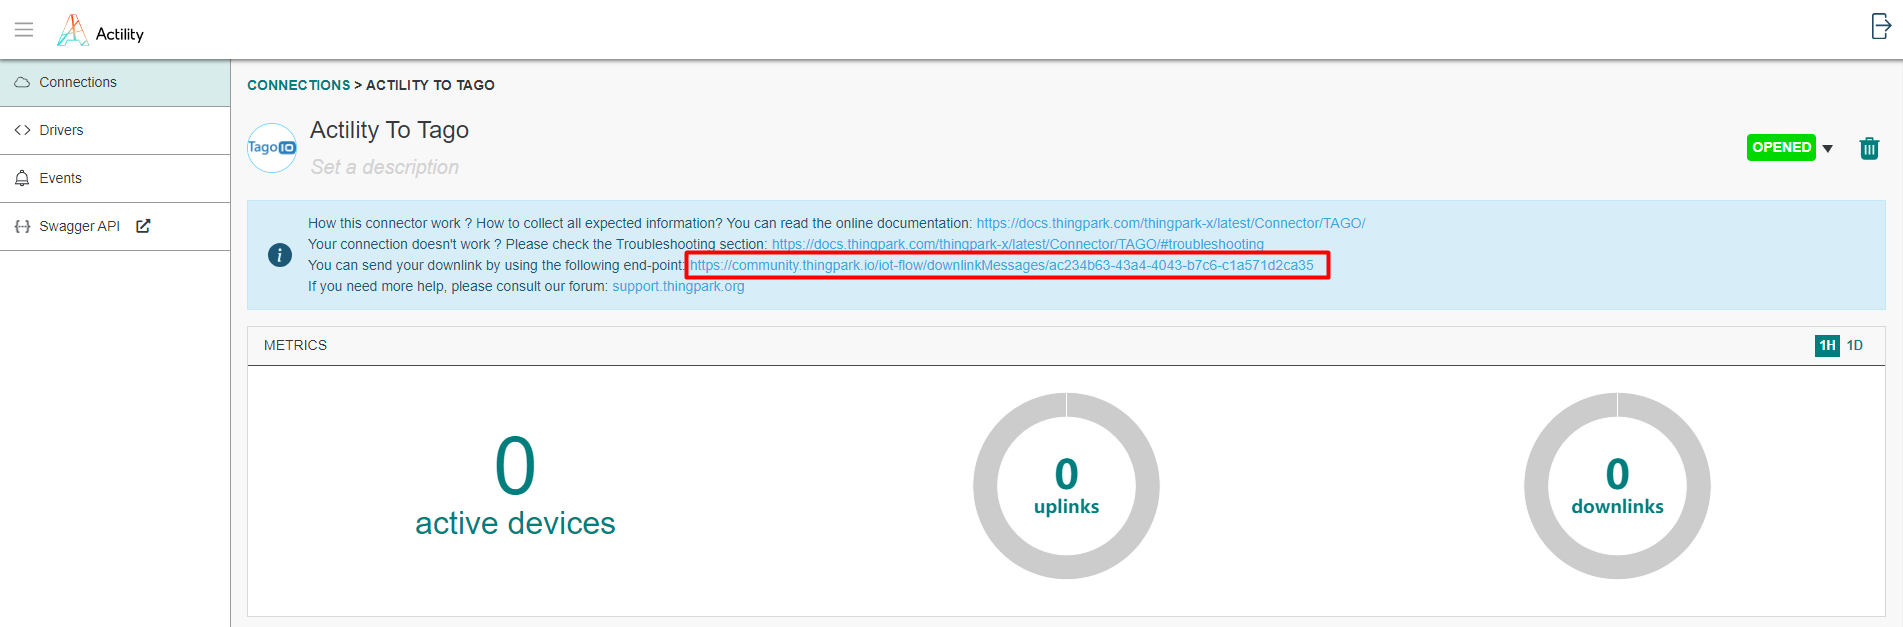 Actility
Connections
Drivers
Events
Swagger API
CONNECTIONS > ACTILITY TO TAGO
Tago IO
Actility To Tago
Set a description
OPENED
How this connector work ? How to collect all expected information? You can read the online documentation: https://docs.thingpark.com/thingpark-x/latest/Connector/TAGO/
Your connection doesn't work ? Please check the Troubleshooting section: https://docs.thingpark.com/thingpark-x/latest/Connector/TAGO/#troubleshooting
You can send your downlink by using the following end-point: https://community.thingpark.io/iot-flow/downlinkMessages/ac234b63-43a4-4043-b7c6-c1a571d2ca35
If you need more help, please consult our forum: support.thingpark.org
METRICS
1H 1D
0
active devices
0
uplinks
0
downlinks